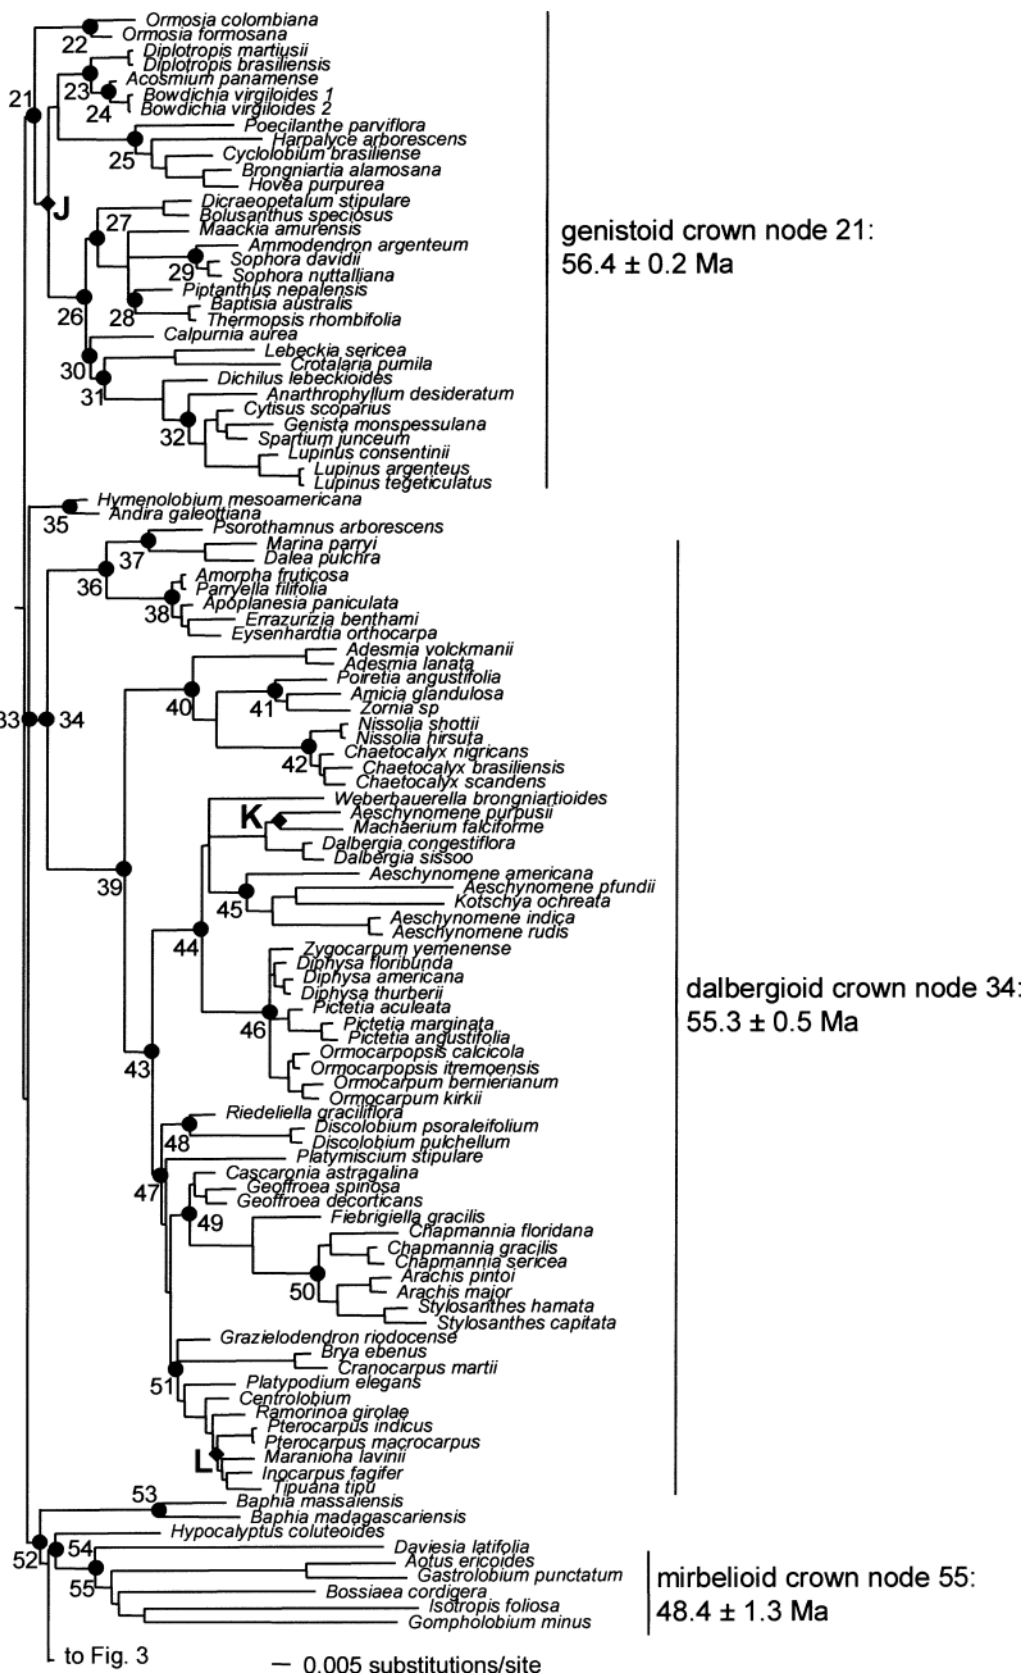 Ormosia colombiana
Ormosia formosana
22
Diplotropis martiusii
Diplotropis brasiliensis
23
Acosmium panamense
21
Bowdichia virgiloides 1
24
Bowdichia virgiloides 2
Poecilanthe parviflora
Harpalyce arborescens
25
Cyclolobium brasiliense
Brongniartia alamosana
Hovea purpurea
J
Dicraeopetalum stipulare
27
Bolusanthus speciosus
Maackia amurensis
genistoid crown node 21:
56.4 ± 0.2 Ma
Ammodendron argenteum
Sophora davidii
29
Sophora nuttalliana
Piptanthus nepalensis
26
28
Baptisia australis
Thermopsis rhombifolia
Calpurnia aurea
30
Lebeckia sericea
Crotalaria pumila
31
Dichilus lebeckioides
Anarthrophyllum desideratum
Cytisus scoparius
32
Genista monspessulana
Spartium junceum
Lupinus consentinii
Lupinus argenteus
Lupinus tegeticulatus
Hymenolobium mesoamericana
35
Andira galeottiana
Psorothamnus arborescens
37
Marina parryi
Dalea pulchra
36
Amorpha fruticosa
Parryella filifolia
38
Apoplanesia paniculata
Errazurizia benthami
Eysenhardtia orthocarpa
Adesmia volckmanii
Adesmia lanata
Poiretia angustifolia
40
41
Amicia glandulosa
Zornia sp
33
34
Nissolia shottii
Nissolia hirsuta
42
Chaetocalyx nigricans
Chaetocalyx brasiliensis
Chaetocalyx scandens
Weberbauerella brongniartioides
K
Aeschynomene purpusii
Machaerium falciforme
Dalbergia congestiflora
Dalbergia sissoo
39
Aeschynomene americana
45
Aeschynomene pfundii
Kotschya ochreata
Aeschynomene indica
Aeschynomene rudis
44
Zygocarpum yemenense
Diphysa floribunda
Diphysa americana
Diphysa thurberii
dalbergioid crown node 34:
55.3 ± 0.5 Ma
Pictetia aculeata
46
Pictetia marginata
Pictetia angustifolia
43
Ormocarpopsis calcicola
Ormocarpopsis itremoensis
Ormocarpum bernierianum
Ormocarpum kirkii
Riedeliella graciliflora
48
Discolobium psoraleifolium
Discolobium pulchellum
Platymiscium stipulare
47
Cascaronia astragalina
Geoffroea spinosa
Geoffroea decorticans
49
Fiebrigiella gracilis
Chapmannia floridana
Chapmannia gracilis
Chapmannia sericea
50
Arachis pintoi
Arachis major
Stylosanthes hamata
Stylosanthes capitata
Grazielodendron riodocense
Brya ebenus
Cranocarpus martii
51
Platypodium elegans
Centrolobium
Ramorinoa girolae
Pterocarpus indicus
Pterocarpus macrocarpus
L
Maraniona lavinii
Inocarpus fagifer
Tipuana tipu
53
Baphia massaiensis
Baphia madagascariensis
Hypocalyptus coluteoides
52
54
Daviesia latifolia
55
Aotus ericoides
Gastrolobium punctatum
mirbelioid crown node 55:
48.4 ± 1.3 Ma
Bossiaea cordigera
Isotropis foliosa
Gompholobium minus
to Fig. 3
0.005 substitutions/site